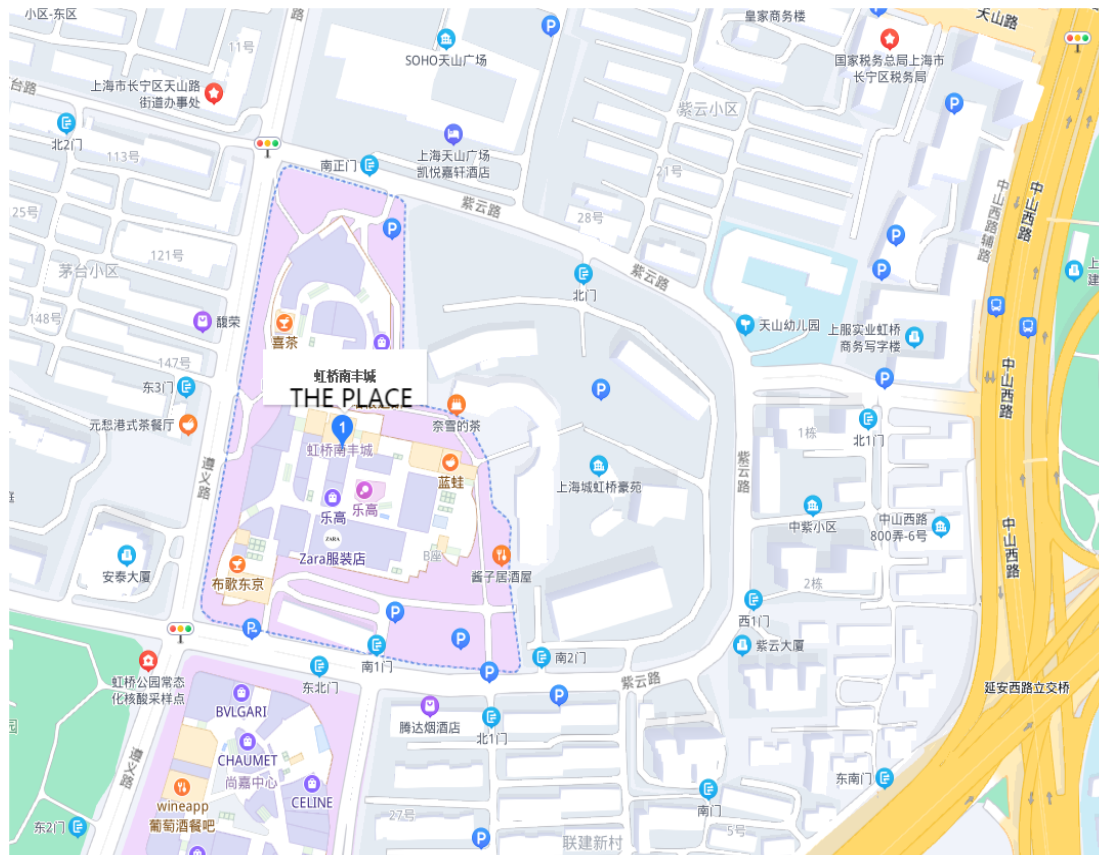 小区-东区
路
11号
SOHO天山广场
皇家商务楼
天山路
国家税务总局上海市
长宁区税务局
上海市长宁区天山路
街道办事处
台路
北2门
113号
南正门
上海天山广场
凯悦嘉轩酒店
紫云小区
21号
紫云路
28号
25号
121号
茅台小区
148号
147号
馥荣
喜茶
北门
紫云路
天山幼儿园
上服实业虹桥
商务写字楼
中山西路辅路
中山西路
上
建
东3门
元愁港式茶餐厅
遵义路
虹桥南丰城
THE PLACE
1
虹桥南丰城
奈雪的茶
蓝蛙
乐高
乐高
ZARA
Zara服装店
B座
布歌东京
酱子居酒屋
上海城虹桥豪苑
紫云路
中山西路
1栋
北1门
中紫小区
中山西路
800弄-6号
中山西路
2栋
安泰大厦
西1门
紫云大厦
南1门
南2门
东北门
紫云路
延安西路立交桥
虹桥公园常态
化核酸采样点
园
遵义路
BVLGARI
CHAUMET
尚嘉中心
CELINE
wineapp
葡萄酒餐吧
东2门
腾达烟酒店
北1门
27号
南门
5号
联建新村
东南门